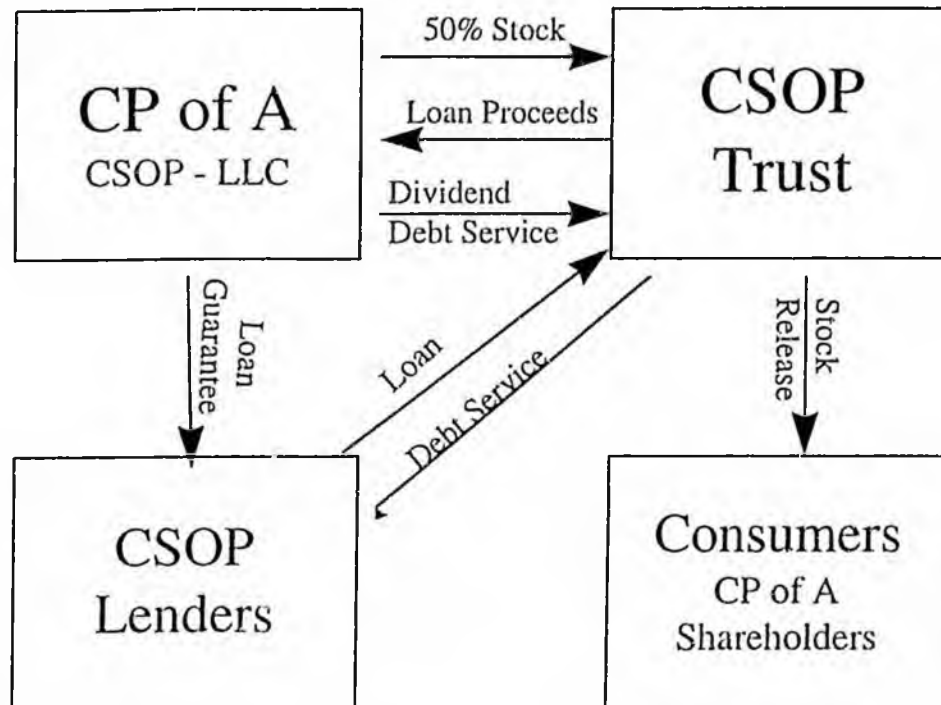 CP of A
CSOP - LLC
50% Stock
Loan Proceeds
Dividend
Debt Service
CSOP
Trust
Loan
Guarantee
Loan
Debt Service
Stock
Release
CSOP
Lenders
Consumers
CP of A
Shareholders